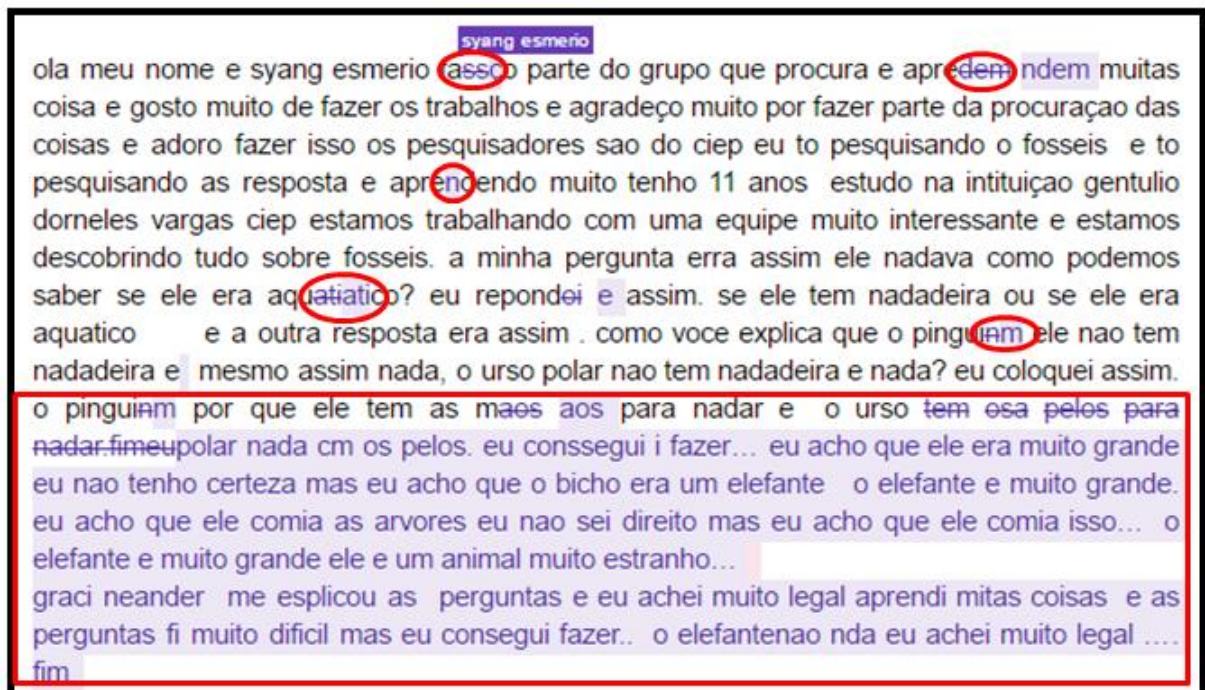 syang esmerio
ola meu nome e syang esmerio fassço parte do grupo que procura e apredem ndem muitas
coisa e gosto muito de fazer os trabalhos e agradeço muito por fazer parte da procuraçao das
coisas e adoro fazer isso os pesquisadores sao do ciep eu to pesquisando o fosseis e to
pesquisando as resposta e aprendendo muito tenho 11 anos estudo na intituiçao gentulio
dorneles vargas ciep estamos trabalhando com uma equipe muito interessante e estamos
descobrindo tudo sobre fosseis. a minha pergunta erra assim ele nadava como podemos
saber se ele era aquatiatico? eu repondoi e assim. se ele tem nadadeira ou se ele era
aquatico e a outra resposta era assim . como voce explica que o pinguinm ele nao tem
nadadeira e mesmo assim nada, o urso polar nao tem nadadeira e nada? eu coloquei assim.
o pinguinm por que ele tem as maos aos para nadar e o urso tem osa pelos para
nadar.fimeupolar nada cm os pelos. eu conssegui i fazer... eu acho que ele era muito grande
eu nao tenho certeza mas eu acho que o bicho era um elefante o elefante e muito grande.
eu acho que ele comia as arvores eu nao sei direito mas eu acho que ele comia isso... o
elefante e muito grande ele e um animal muito estranho...
graci neander me esplicou as perguntas e eu achei muito legal aprendi mitas coisas e as
perguntas fi muito dificil mas eu consegui fazer.. o elefantenao nda eu achei muito legal ....
fim